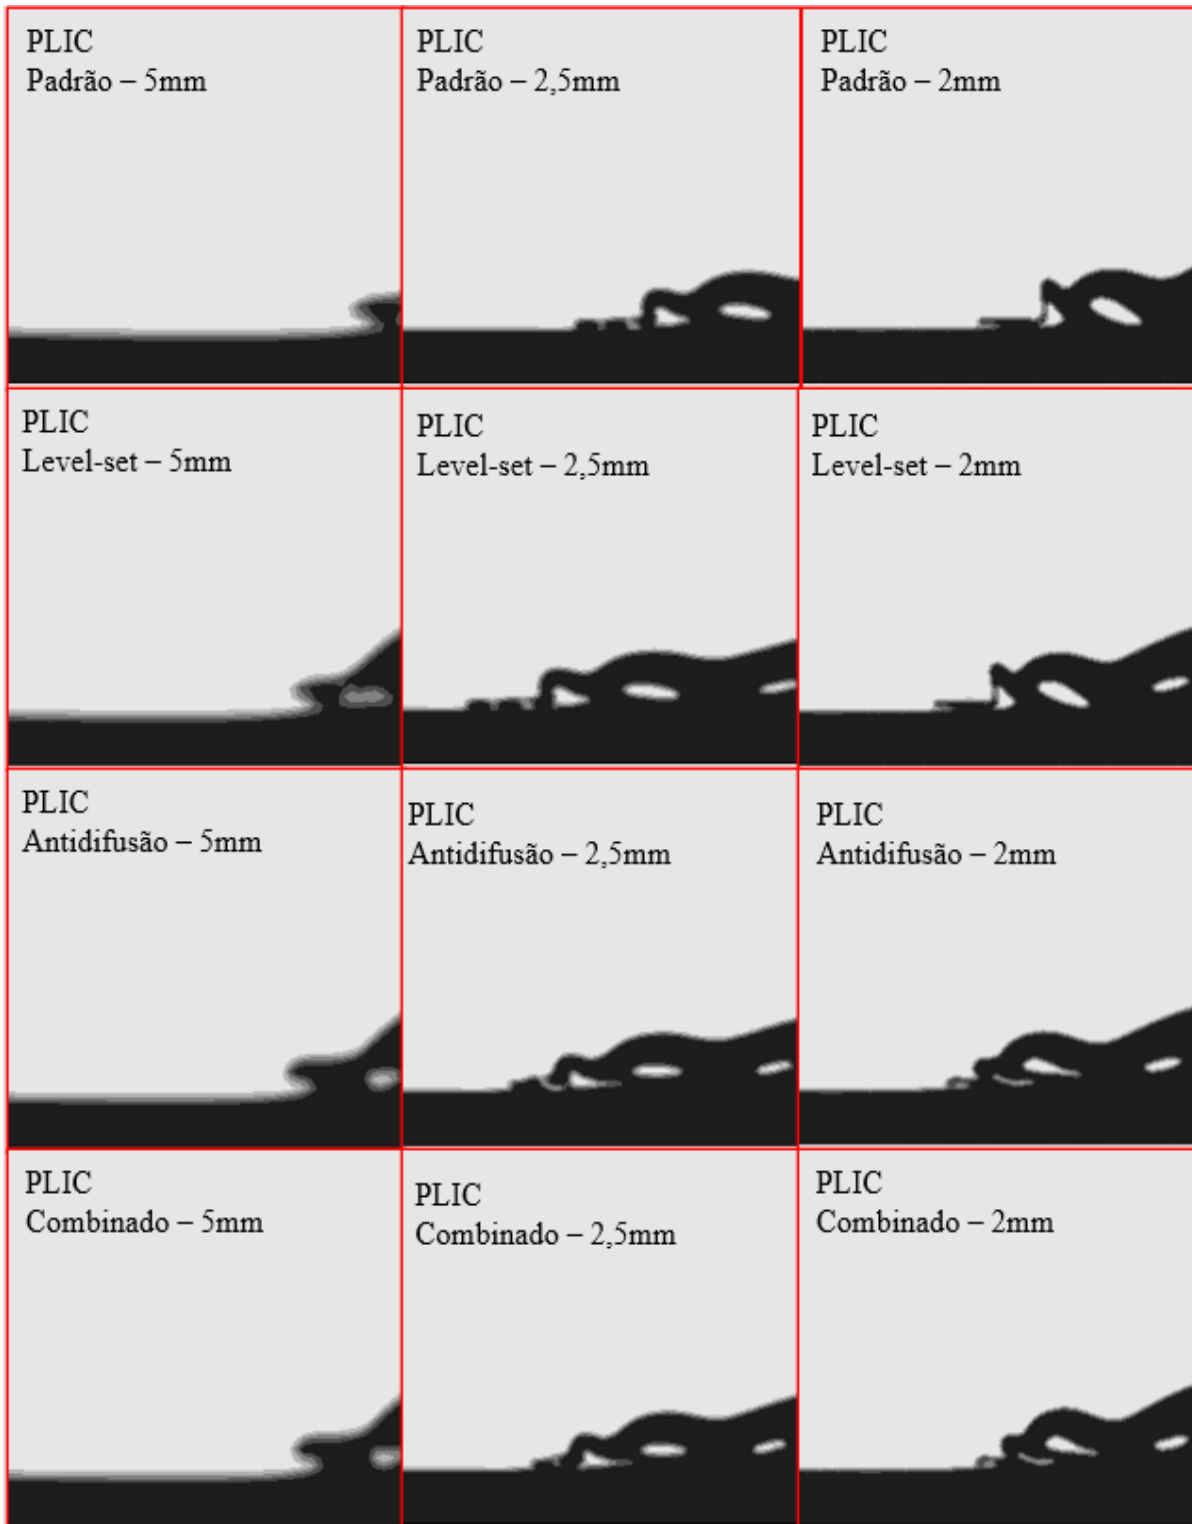 PLIC
Padrão – 5mm
PLIC
Padrão – 2,5mm
PLIC
Padrão – 2mm
PLIC
Level-set – 5mm
PLIC
Level-set – 2,5mm
PLIC
Level-set – 2mm
PLIC
Antidifusão – 5mm
PLIC
Antidifusão – 2,5mm
PLIC
Antidifusão – 2mm
PLIC
Combinado – 5mm
PLIC
Combinado – 2,5mm
PLIC
Combinado – 2mm